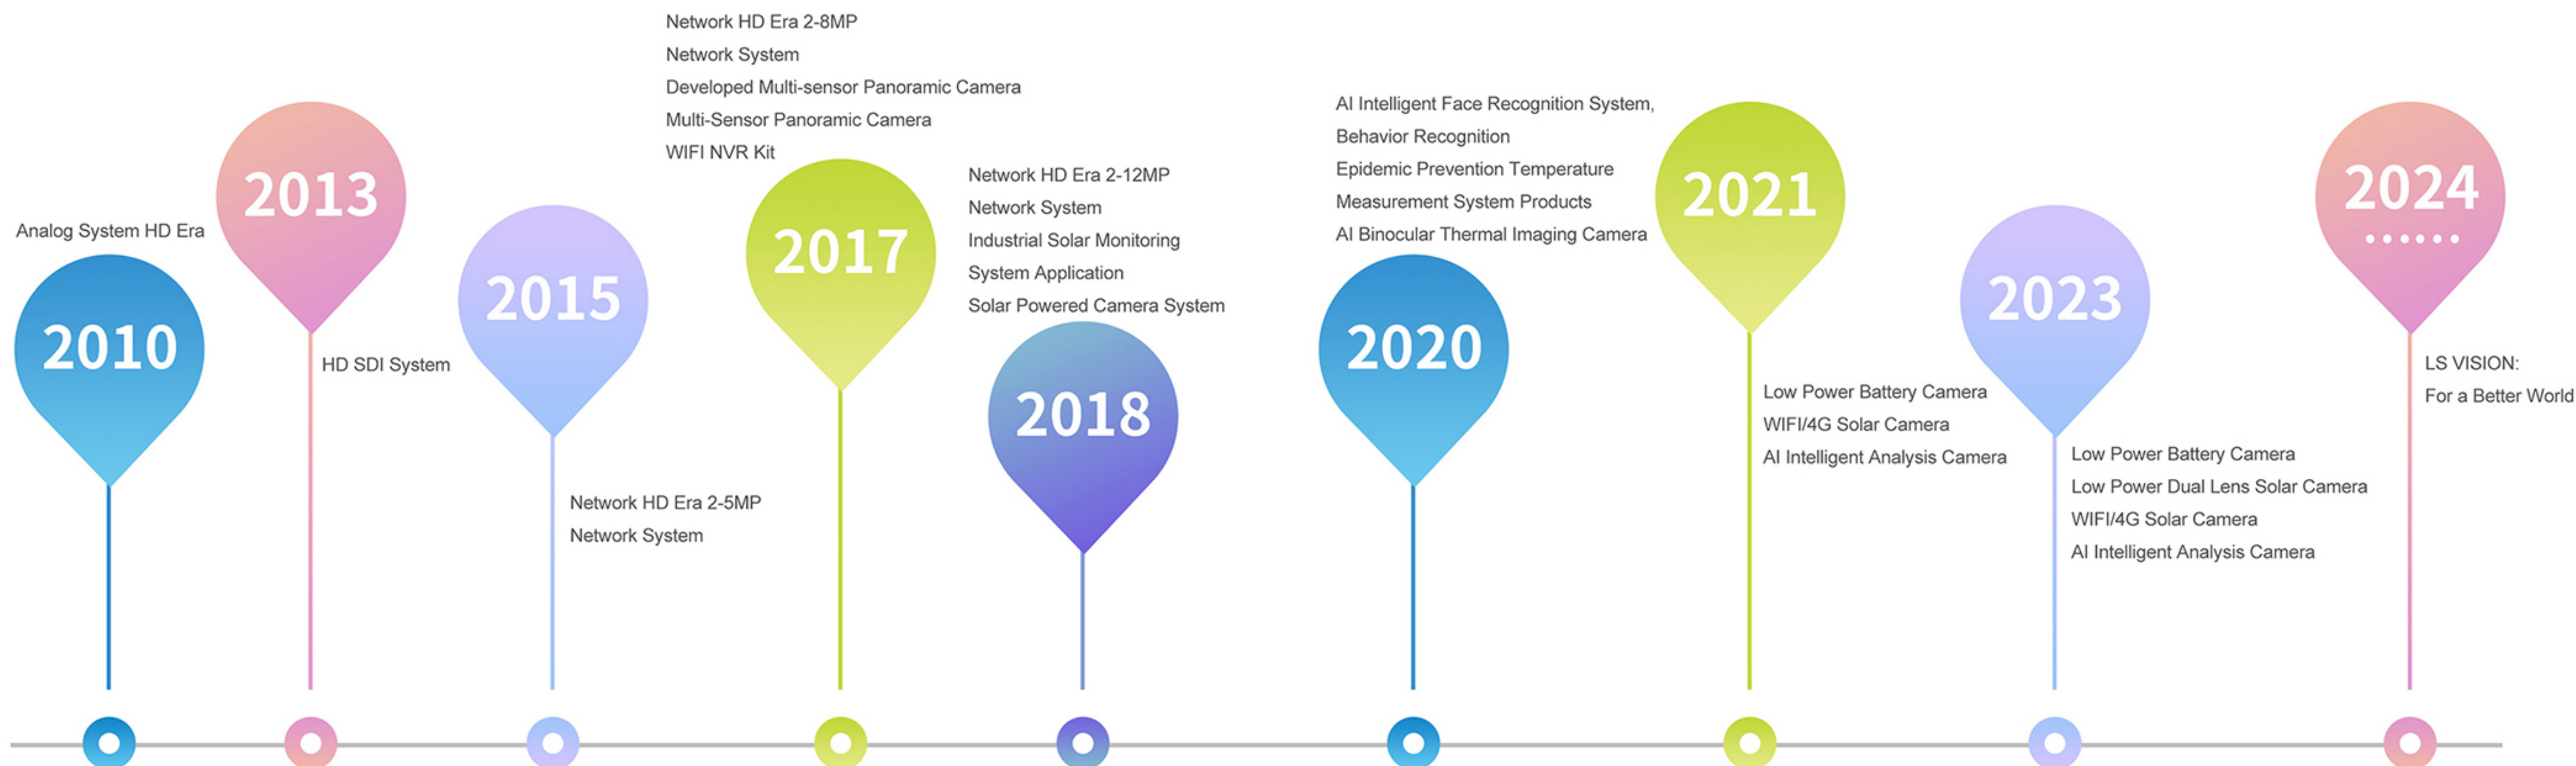 Analog System HD Era
2010
2013
HD SDI System
2015
Network HD Era 2-5MP
Network System
Network HD Era 2-8MP
Network System
Developed Multi-sensor Panoramic Camera
Multi-Sensor Panoramic Camera
WIFI NVR Kit
2017
Network HD Era 2-12MP
Network System
Industrial Solar Monitoring
System Application
Solar Powered Camera System
2018
AI Intelligent Face Recognition System,
Behavior Recognition
Epidemic Prevention Temperature
Measurement System Products
AI Binocular Thermal Imaging Camera
2020
2021
Low Power Battery Camera
WIFI/4G Solar Camera
AI Intelligent Analysis Camera
2023
Low Power Battery Camera
Low Power Dual Lens Solar Camera
WIFI/4G Solar Camera
AI Intelligent Analysis Camera
2024
......
LS VISION:
For a Better World